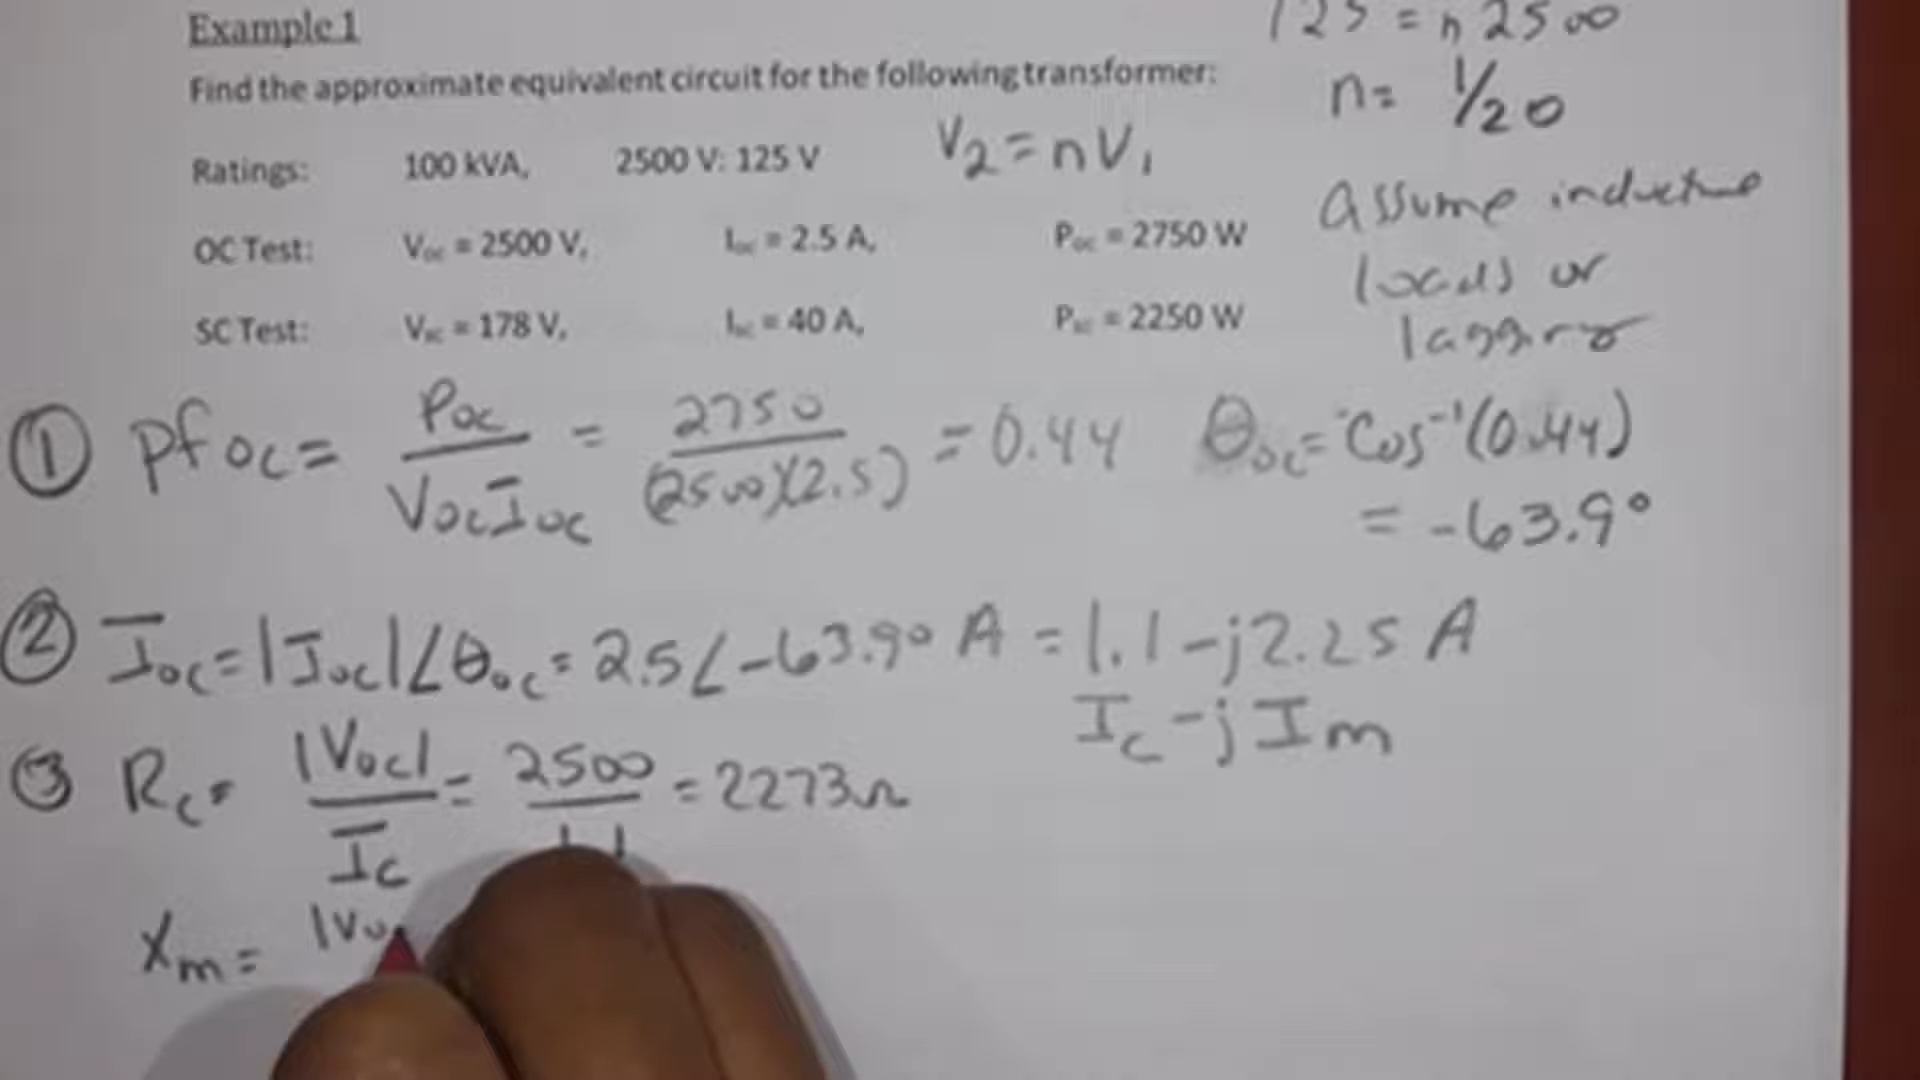 Example 1
125 = n 2500
Find the approximate equivalent circuit for the following transformer:
n= 1/20
Ratings: 100 kVA, 2500 V: 125 V
V2 = nV1
OC Test: Voc = 2500 V, Ioc = 2.5 A, Poc = 2750 W
SC Test: Vsc = 178 V, Isc = 40 A, Psc = 2250 W
Assume inductive
loads or
lagging
① pfoc = Poc / VocIoc = 2750 / (2500)(2.5) = 0.44 θoc = -Cos⁻¹(0.44)
= -63.9°
② Ioc = |Ioc|∠θoc = 2.5∠-63.9° A = 1.1 - j2.25 A
Ic - jIm
③ Rc = |Voc| / Ic = 2500 / 1.1 = 2273Ω
Xm = |Vo